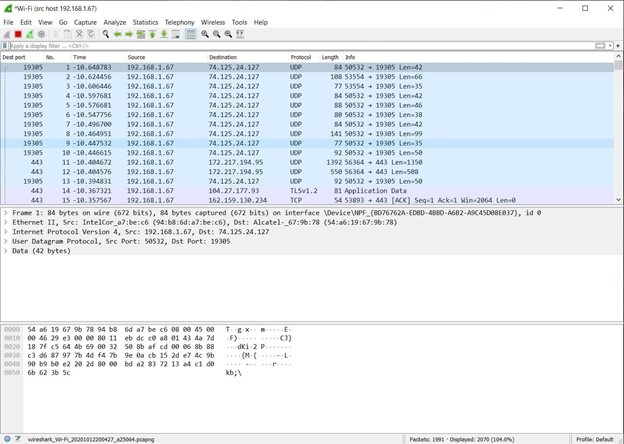 *Wi-Fi (src host 192.168.1.67)
File Edit View Go Capture Analyze Statistics Telephony Wireless Tools Help
Apply a display filter ... <Ctrl-/>
Dest port No. Time Source Destination Protocol Length Info
19305 1 -10.648783 192.168.1.67 74.125.24.127 UDP 84 50532 → 19305 Len=42
19305 2 -10.624456 192.168.1.67 74.125.24.127 UDP 108 53554 → 19305 Len=66
19305 3 -10.606446 192.168.1.67 74.125.24.127 UDP 77 53554 → 19305 Len=35
19305 4 -10.597681 192.168.1.67 74.125.24.127 UDP 84 50532 → 19305 Len=42
19305 5 -10.576681 192.168.1.67 74.125.24.127 UDP 88 50532 → 19305 Len=46
19305 6 -10.547756 192.168.1.67 74.125.24.127 UDP 80 50532 → 19305 Len=38
19305 7 -10.496700 192.168.1.67 74.125.24.127 UDP 84 50532 → 19305 Len=42
19305 8 -10.464951 192.168.1.67 74.125.24.127 UDP 141 50532 → 19305 Len=99
19305 9 -10.447532 192.168.1.67 74.125.24.127 UDP 77 50532 → 19305 Len=35
19305 10 -10.446615 192.168.1.67 74.125.24.127 UDP 92 50532 → 19305 Len=50
443 11 -10.404672 192.168.1.67 172.217.194.95 UDP 1392 56364 → 443 Len=1350
443 12 -10.404576 192.168.1.67 172.217.194.95 UDP 550 56364 → 443 Len=508
19305 13 -10.394831 192.168.1.67 74.125.24.127 UDP 92 50532 → 19305 Len=50
443 14 -10.367321 192.168.1.67 104.27.177.93 TLSv1.2 81 Application Data
443 15 -10.357567 192.168.1.67 162.159.130.234 TCP 54 53893 → 443 [ACK] Seq=1 Ack=1 Win=2064 Len=0
Frame 1: 84 bytes on wire (672 bits), 84 bytes captured (672 bits) on interface \Device\NPF_{BD76762A-EDBD-4BBD-A6B2-A9C45D08E037}, id 0
Ethernet II, Src: IntelCor_a7:be:c6 (94:b8:6d:a7:be:c6), Dst: Alcatel-_67:9b:78 (54:a6:19:67:9b:78)
Internet Protocol Version 4, Src: 192.168.1.67, Dst: 74.125.24.127
User Datagram Protocol, Src Port: 50532, Dst Port: 19305
Data (42 bytes)
0000 54 a6 19 67 9b 78 94 b8 6d a7 be c6 08 00 45 00 T··g·x·· m·····E·
0010 00 46 29 e3 00 00 80 11 eb dc c0 a8 01 43 4a 7d ·F)····· ·····CJ}
0020 18 7f c5 64 4b 69 00 32 50 8b af cd 00 06 8b 88 ···dKi·2 P·······
0030 c3 d6 87 97 7b 4d f4 7b 9e 0a cb 15 2d e7 4c 9b ····{M·{ ····-·L·
0040 90 b9 b0 e2 20 2d 80 00 bd a2 83 72 13 a4 c1 d0 ···· -·· ···r····
0050 6b 62 3b 5c kb;\
wireshark_Wi-Fi_20201012200427_a25064.pcapng Packets: 1991 · Displayed: 2070 (104.0%) Profile: Default